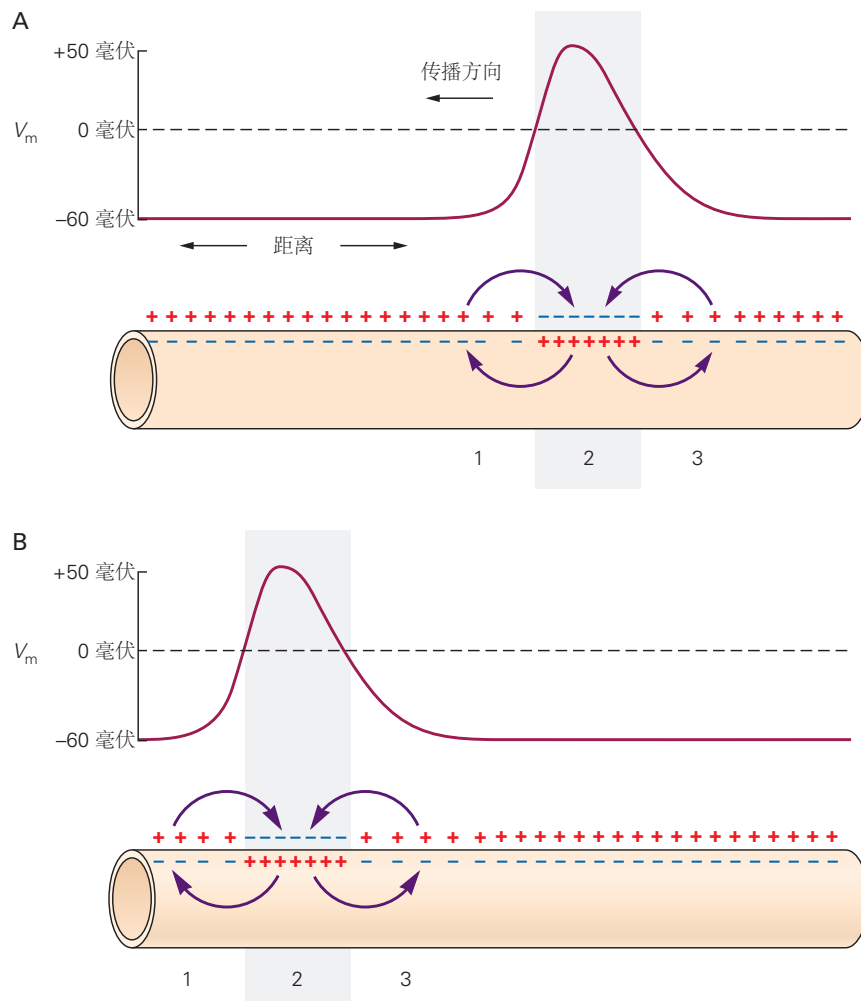 A
+50 毫伏
传播方向
Vm
0 毫伏
–60 毫伏
距离
+ + + + + + + + + + + + + + + + + + + – – – – – – – + + + + + + + + +
– – – – – – – – – – – – – – – – – – + + + + + + + – – – – – – – –
1 2 3
B
+50 毫伏
Vm
0 毫伏
–60 毫伏
+ + + + – – – – – – – + + + + + + + + + + + + + + + + + + + + + +
– – – – + + + + + + + – – – – – – – – – – – – – – – – – – – – –
1 2 3